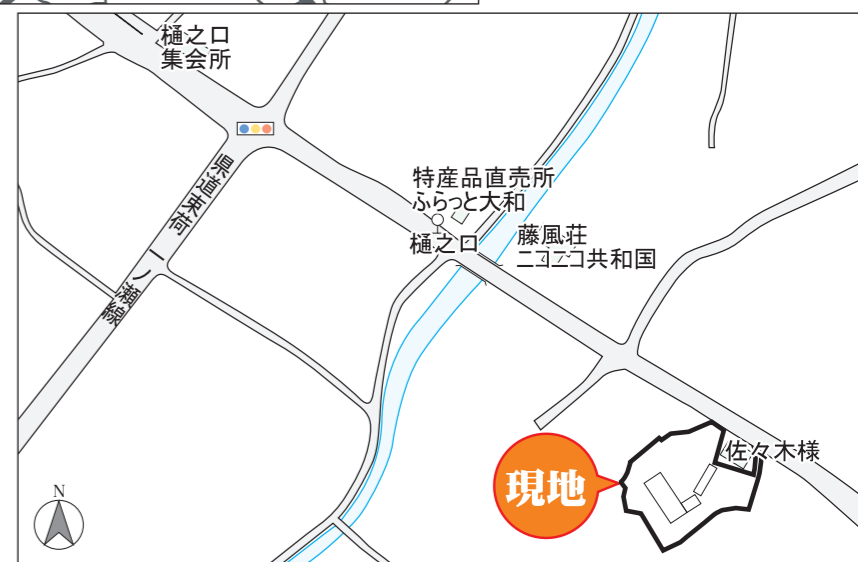 樋之口
集会所
県道束荷一ノ瀬線
特産品直売所
ふらっと大和
樋之口
藤風荘
ニコニコ共和国
佐々木様
現地
N